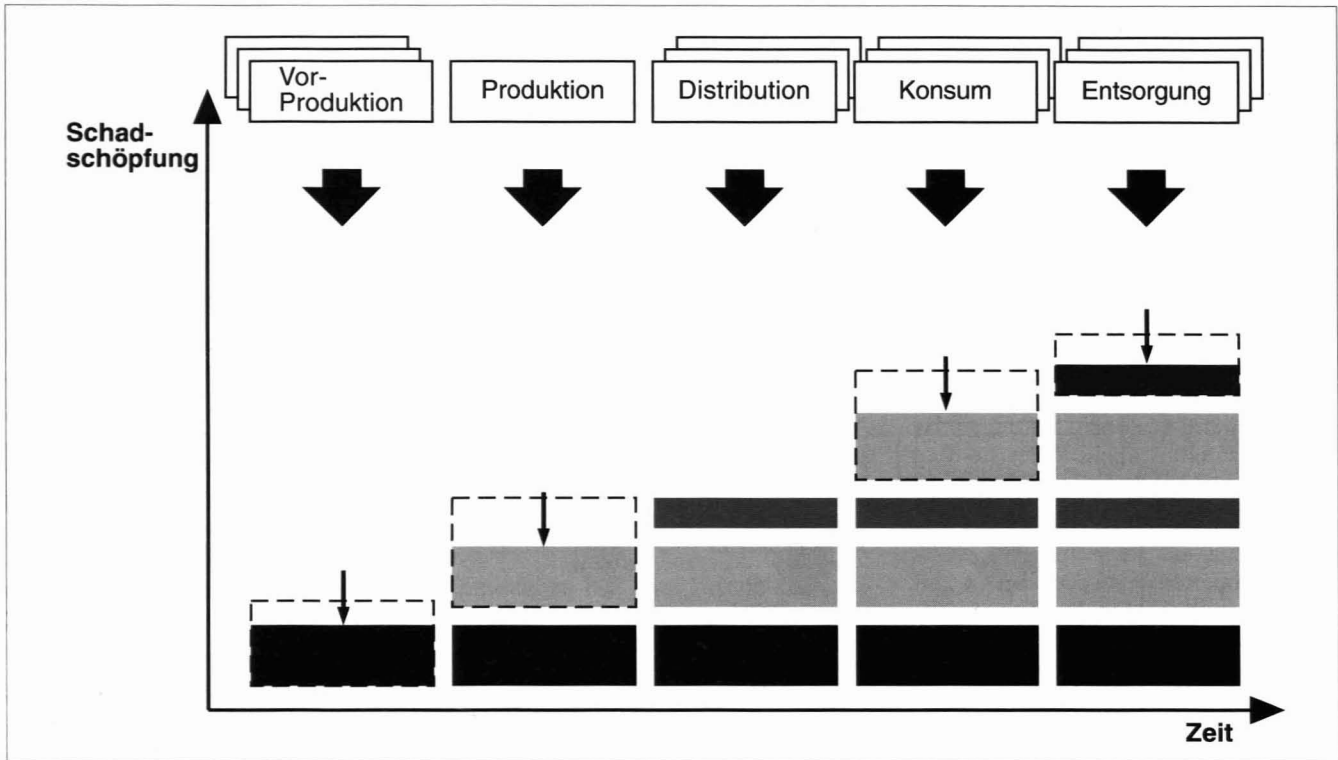 Vor-
Produktion
Produktion
Distribution
Konsum
Entsorgung
Schad-
schöpfung
Zeit